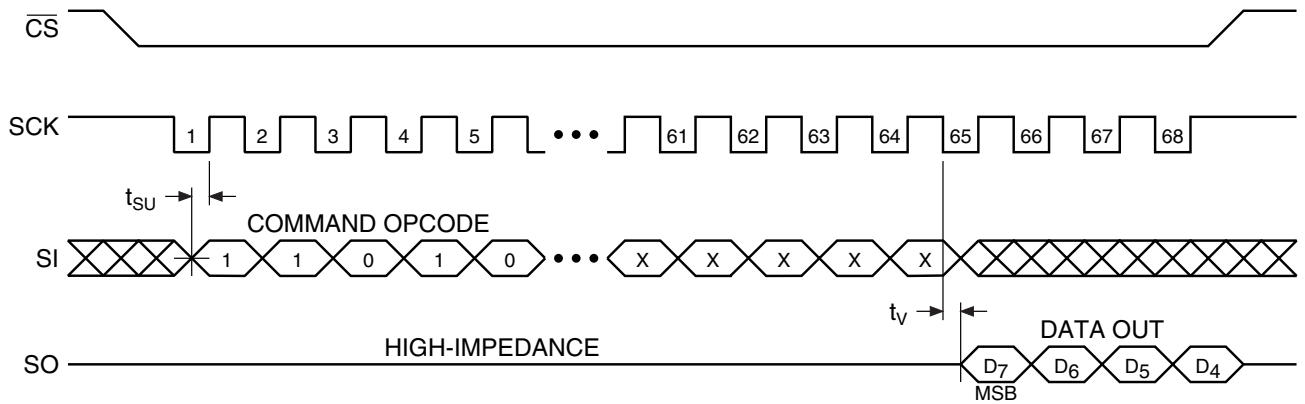 CS
SCK 1 2 3 4 5 ••• 61 62 63 64 65 66 67 68
tSU
COMMAND OPCODE
SI 1 1 0 1 0 ••• X X X X X
tV
DATA OUT
HIGH-IMPEDANCE
SO D7 D6 D5 D4
MSB